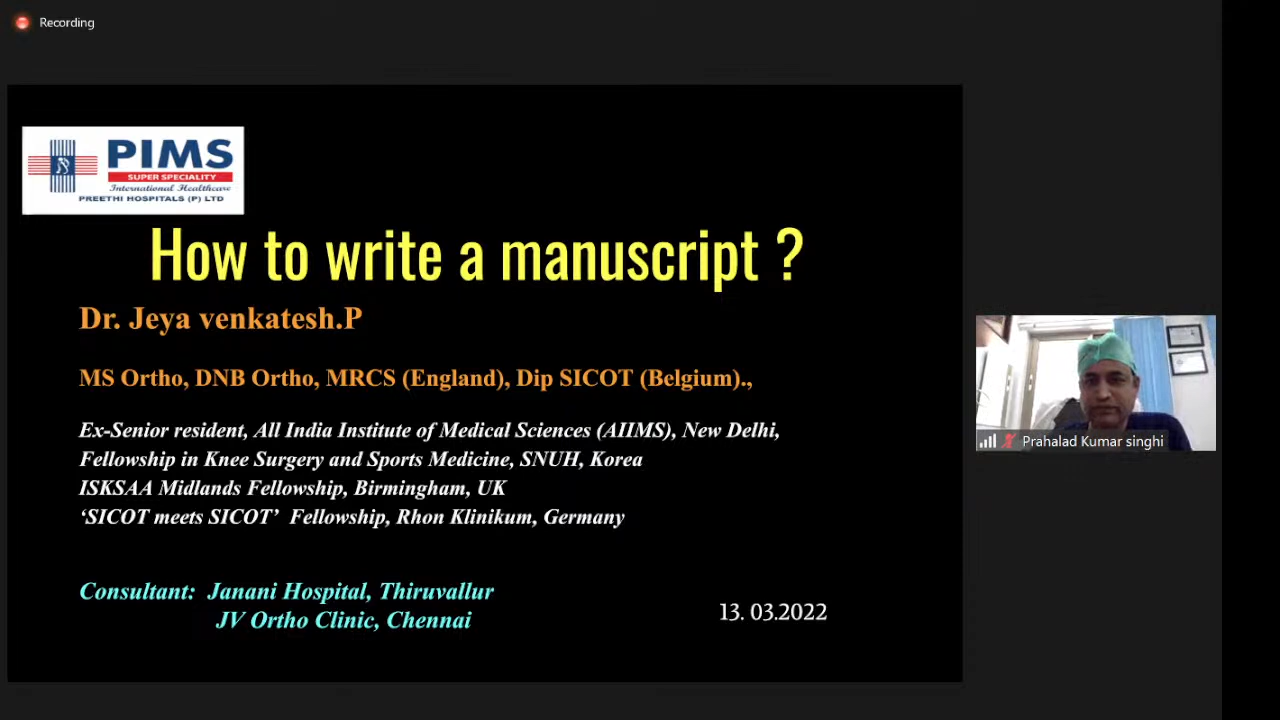 Recording
PIMS
SUPER SPECIALITY
International Healthcare
PREETHI HOSPITALS (P) LTD
How to write a manuscript ?
Dr. Jeya venkatesh.P
MS Ortho, DNB Ortho, MRCS (England), Dip SICOT (Belgium).,
Ex-Senior resident, All India Institute of Medical Sciences (AIIMS), New Delhi,
Fellowship in Knee Surgery and Sports Medicine, SNUH, Korea
ISKSAA Midlands Fellowship, Birmingham, UK
‘SICOT meets SICOT’ Fellowship, Rhon Klinikum, Germany
Consultant: Janani Hospital, Thiruvallur
JV Ortho Clinic, Chennai
13. 03.2022
Prahalad Kumar singhi